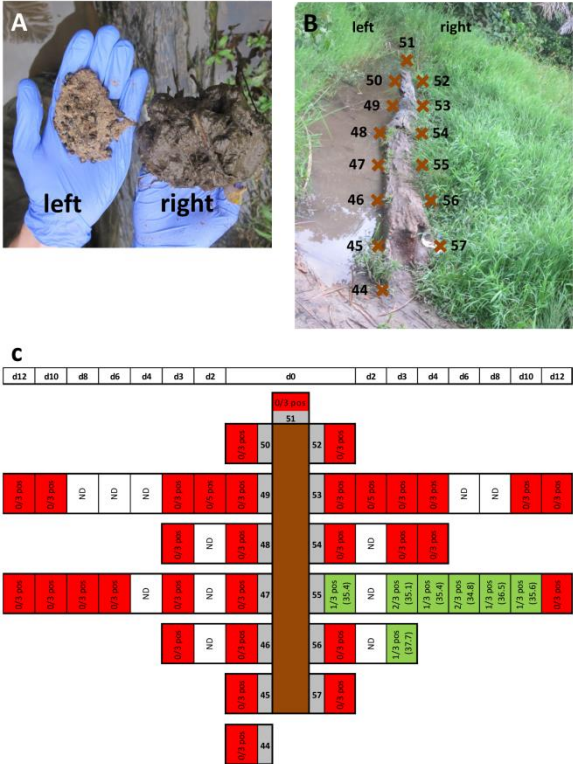 A
left
right
B
left
right
51
50
52
49
53
48
54
47
55
46
56
45
57
44
C
d12 d10 d8 d6 d4 d3 d2 d0 d2 d3 d4 d6 d8 d10 d12
0/3 pos
51
0/3 pos 50 52 0/3 pos
0/3 pos 0/3 pos ND ND ND 0/3 pos 0/5 pos 0/3 pos 49 53 0/3 pos 0/5 pos 0/3 pos 0/3 pos ND ND 0/3 pos 0/3 pos
0/3 pos ND 0/3 pos 48 54 0/3 pos ND 0/3 pos 0/3 pos
0/3 pos 0/3 pos 0/3 pos 0/3 pos ND 0/3 pos ND 0/3 pos 47 55 1/3 pos (35.4) ND 2/3 pos (35.1) 1/3 pos (35.4) 2/3 pos (34.8) 1/3 pos (36.5) 1/3 pos (35.6) 0/3 pos
0/3 pos ND 0/3 pos 46 56 0/3 pos ND 1/3 pos (37.7)
0/3 pos 45 57 0/3 pos
0/3 pos 44